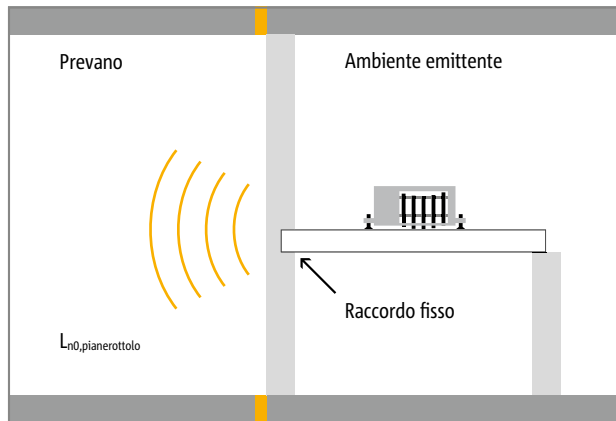 Prevano
Ambiente emittente
Raccordo fisso
Ln0,pianerottolo